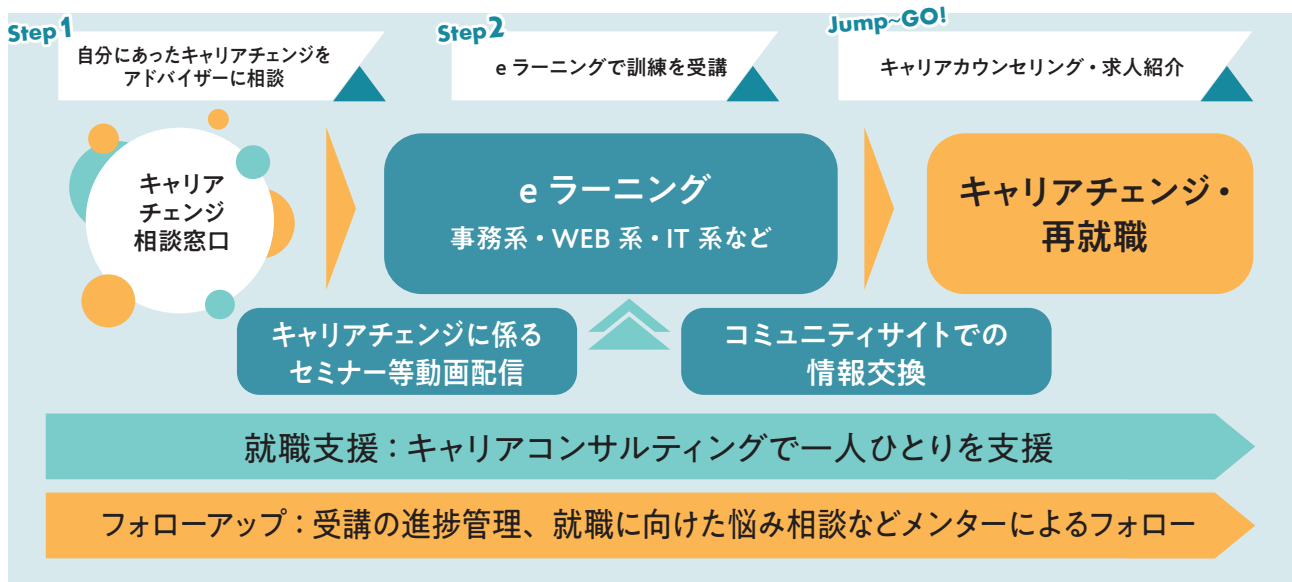 Step 1
自分にあったキャリアチェンジを
アドバイザーに相談
Step 2
e ラーニングで訓練を受講
Jump~GO!
キャリアカウンセリング・求人紹介
キャリア
チェンジ
相談窓口
e ラーニング
事務系・WEB 系・IT 系など
キャリアチェンジ・
再就職
キャリアチェンジに係る
セミナー等動画配信
コミュニティサイトでの
情報交換
就職支援：キャリアコンサルティングで一人ひとりを支援
フォローアップ：受講の進捗管理、就職に向けた悩み相談などメンターによるフォロー